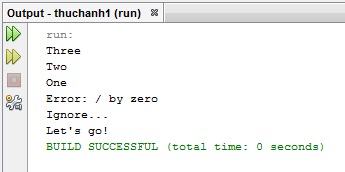 Output - thuchanh1 (run)
run:
Three
Two
One
Error: / by zero
Ignore...
Let's go!
BUILD SUCCESSFUL (total time: 0 seconds)